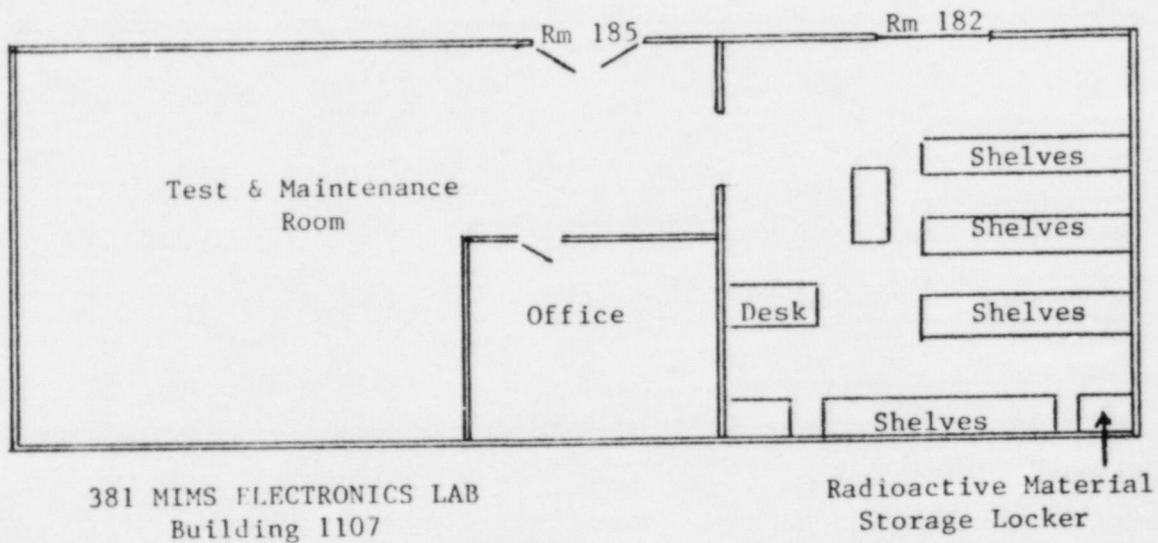 Rm 185
Rm 182
Shelves
Test & Maintenance
Room
Shelves
Office
Desk
Shelves
Shelves
381 MIMS ELECTRONICS LAB
Building 1107
Radioactive Material
Storage Locker